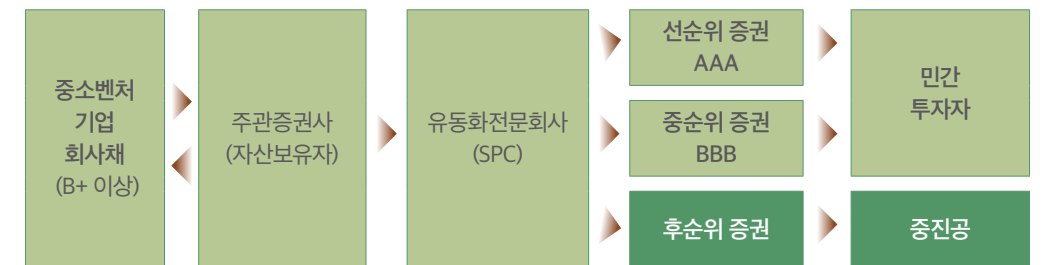 중소벤처
기업
회사채
(B+ 이상)
주관증권사
(자산보유자)
유동화전문회사
(SPC)
선순위 증권
AAA
중순위 증권
BBB
후순위 증권
민간
투자자
중진공